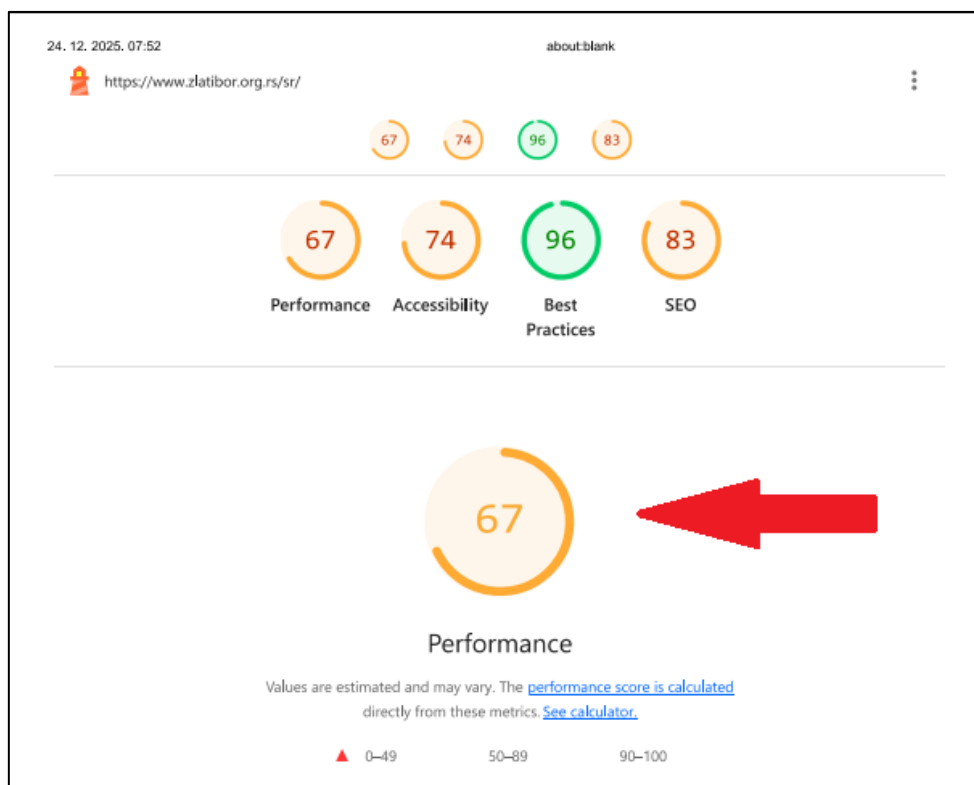 24. 12. 2025. 07:52 about:blank
https://www.zlatibor.org.rs/sr/
67 74 96 83
67 74 96 83
Performance Accessibility Best SEO
Practices
67
Performance
Values are estimated and may vary. The performance score is calculated
directly from these metrics. See calculator.
0–49 50–89 90–100